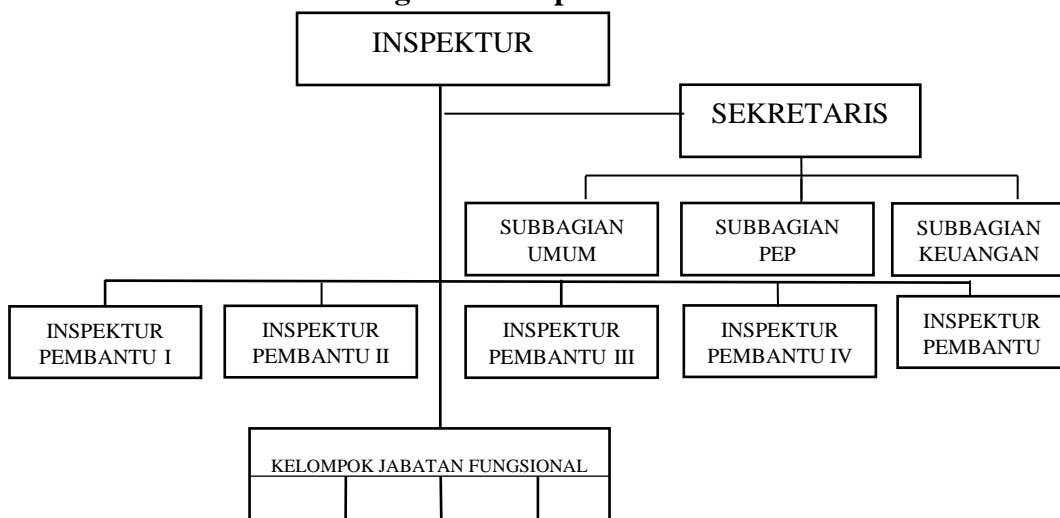 INSPEKTUR
SEKRETARIS
SUBBAGIAN
UMUM
SUBBAGIAN
PEP
SUBBAGIAN
KEUANGAN
INSPEKTUR
PEMBANTU I
INSPEKTUR
PEMBANTU II
INSPEKTUR
PEMBANTU III
INSPEKTUR
PEMBANTU IV
INSPEKTUR
PEMBANTU
KELOMPOK JABATAN FUNGSIONAL